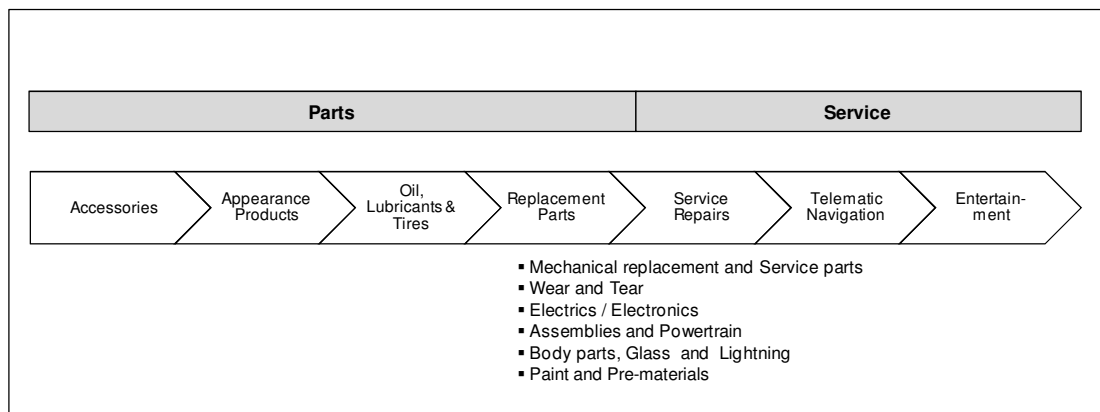 Parts
Service
Accessories
Appearance
Products
Oil,
Lubricants &
Tires
Replacement
Parts
Service
Repairs
Telematic
Navigation
Entertain-
ment
▪ Mechanical replacement and Service parts
▪ Wear and Tear
▪ Electrics / Electronics
▪ Assemblies and Powertrain
▪ Body parts, Glass and Lightning
▪ Paint and Pre-materials